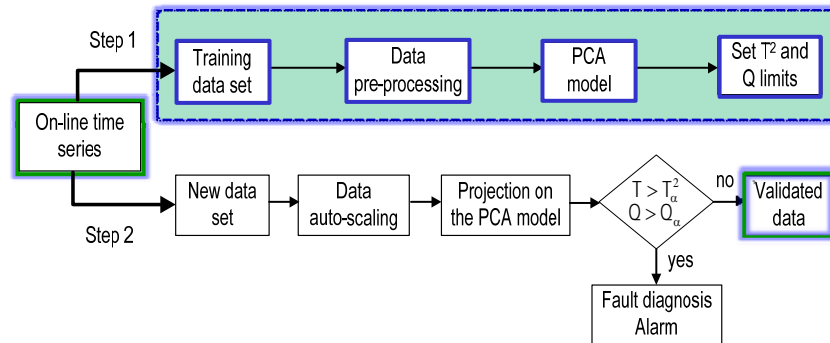 Step 1
Training
data set
Data
pre-processing
PCA
model
Set T² and
Q limits
On-line time
series
New data
set
Data
auto-scaling
Projection on
the PCA model
T > T²α
Q > Qα
no
Validated
data
Step 2
yes
Fault diagnosis
Alarm